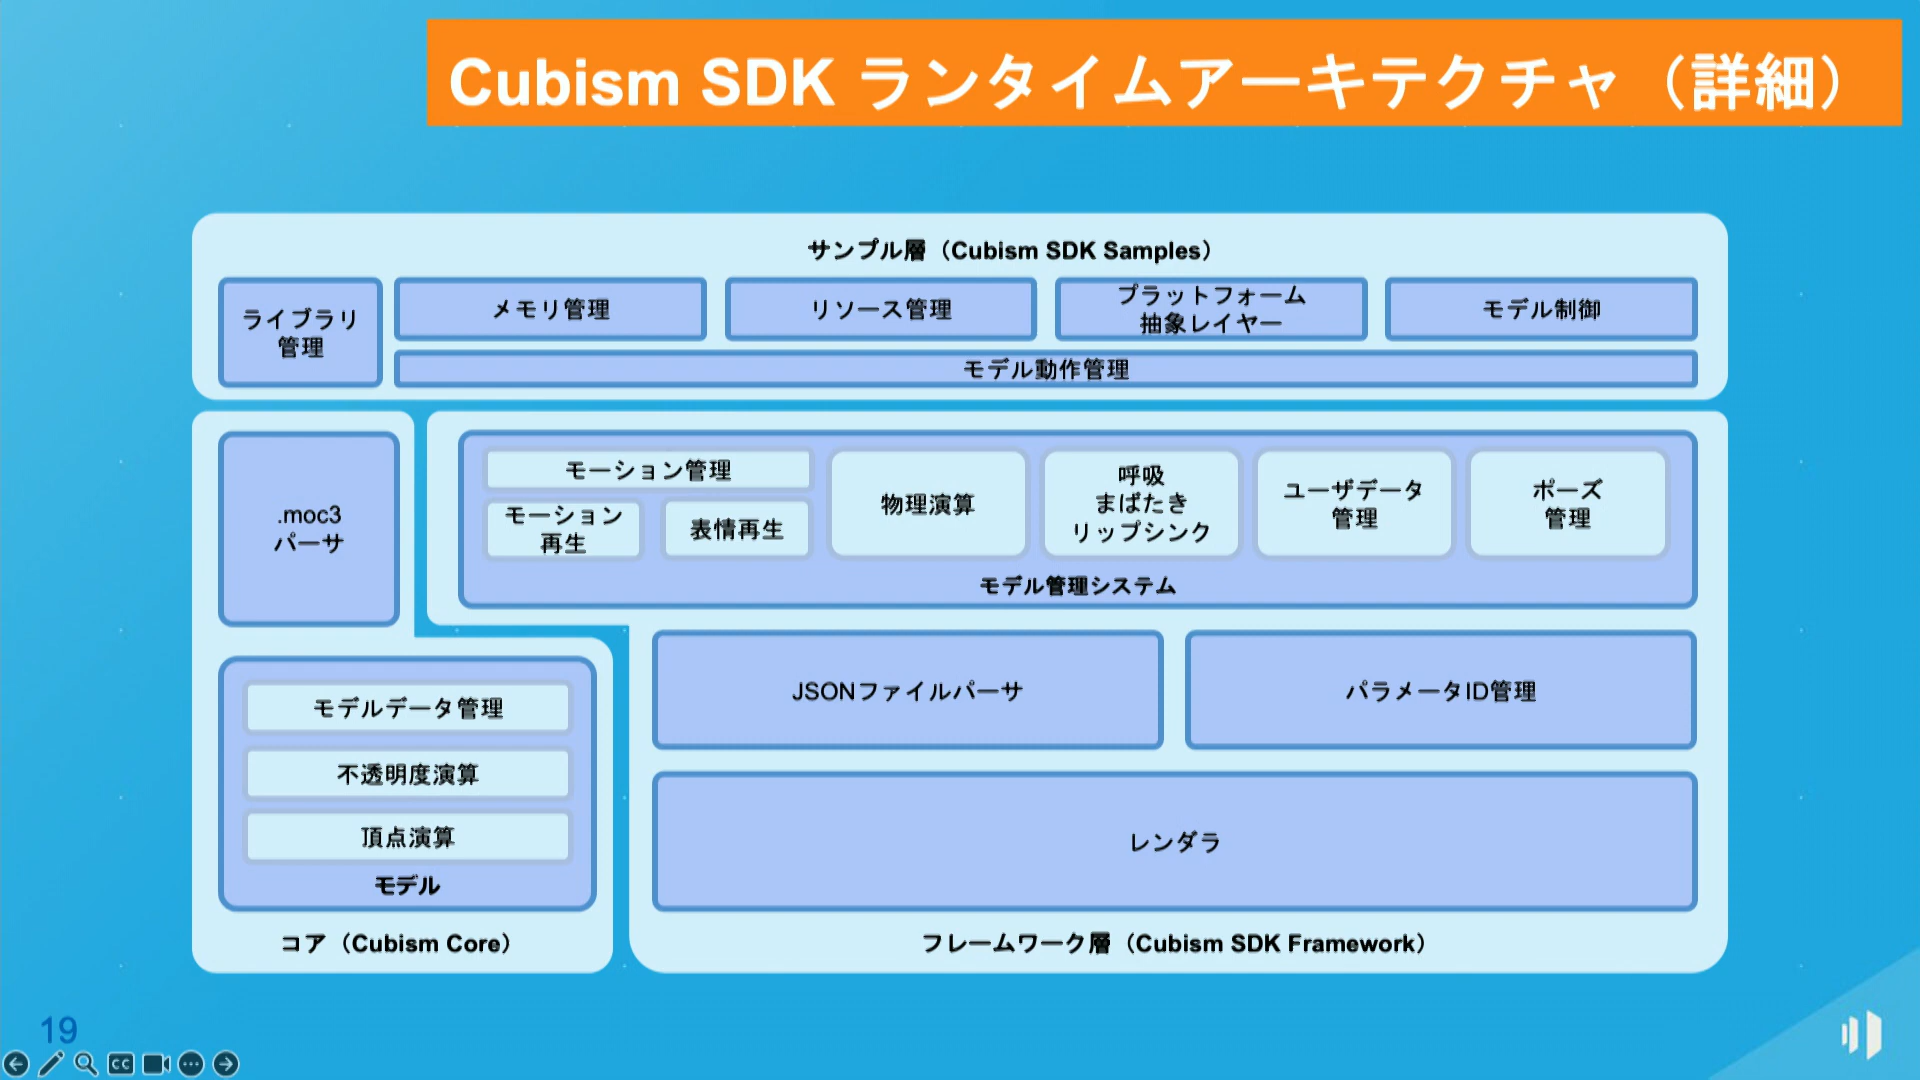 Cubism SDK ランタイムアーキテクチャ（詳細）
サンプル層（Cubism SDK Samples）
ライブラリ
管理
メモリ管理
リソース管理
プラットフォーム
抽象レイヤー
モデル制御
モデル動作管理
.moc3
パーサ
モーション管理
モーション
再生
表情再生
物理演算
呼吸
まばたき
リップシンク
ユーザデータ
管理
ポーズ
管理
モデル管理システム
モデルデータ管理
不透明度演算
頂点演算
モデル
コア（Cubism Core）
JSONファイルパーサ
パラメータID管理
レンダラ
フレームワーク層（Cubism SDK Framework）
19
CC